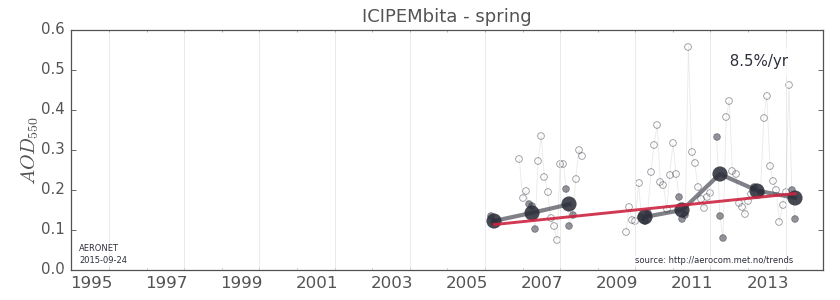 ICIPEMbita - spring
0.6
0.5
0.4
0.3
0.2
0.1
0.0
AOD550
8.5%/yr
AERONET
2015-09-24
source: http://aerocom.met.no/trends
1995 1997 1999 2001 2003 2005 2007 2009 2011 2013